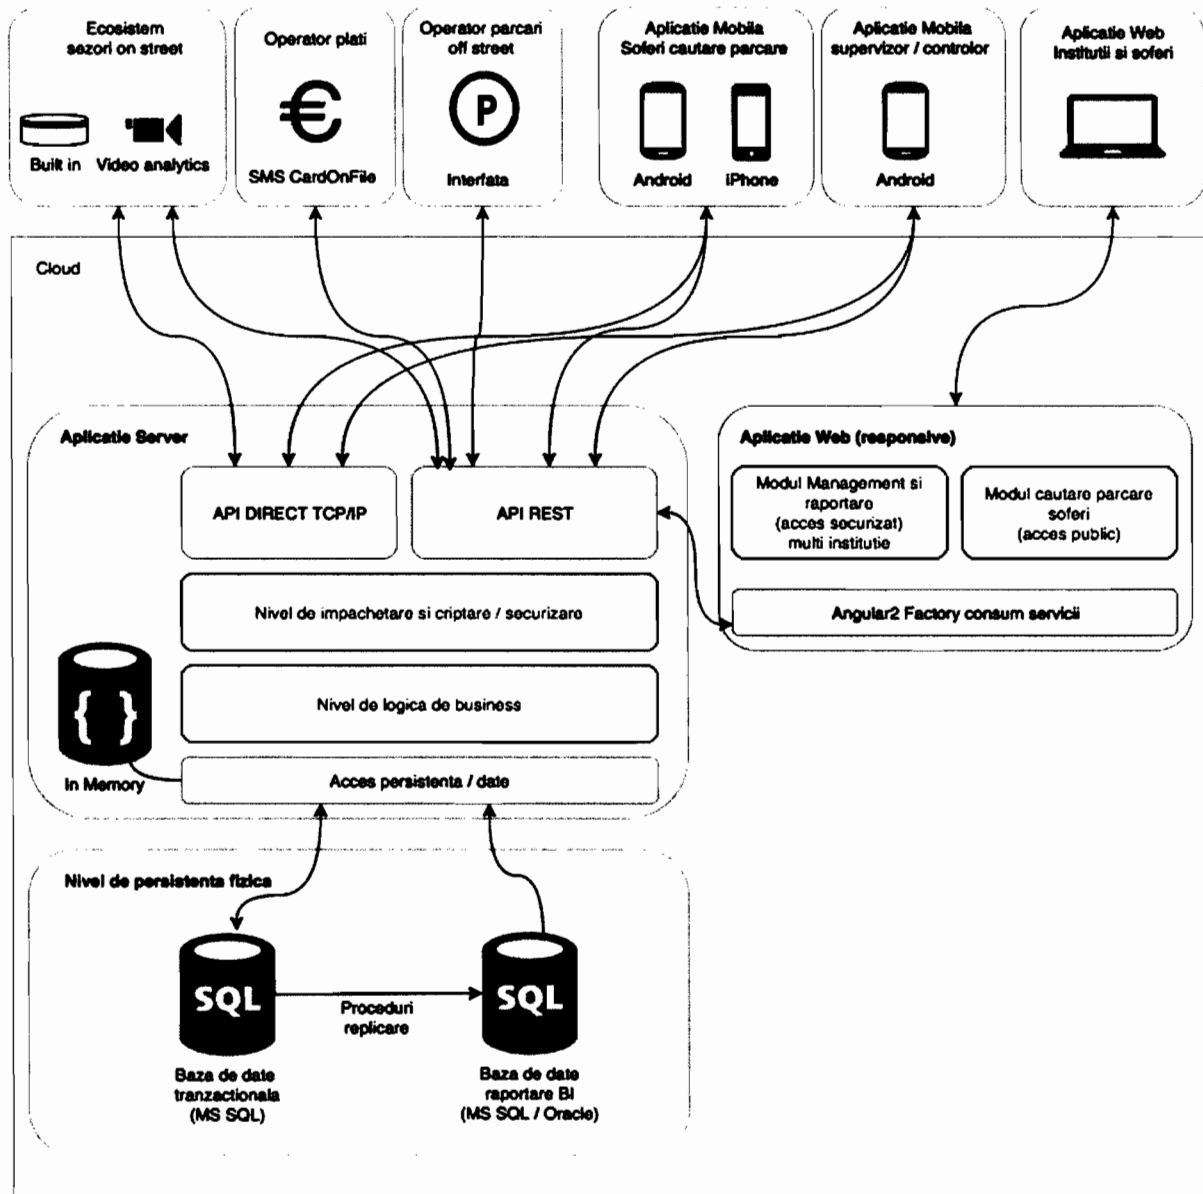 Ecosistem
sezori on street
Built in
Video analytics
Operator plati
SMS CardOnFile
Operator parcari
off street
P
Interfata
Aplicatie Mobila
Soferi cautare parcare
Android
iPhone
Aplicatie Mobila
supervizor / controlor
Android
Aplicatie Web
Institutii si soferi
Cloud
Aplicatie Server
API DIRECT TCP/IP
API REST
Nivel de impachetare si criptare / securizare
Nivel de logica de business
Acces persistenta / date
{ }
In Memory
Aplicatie Web (responsive)
Modul Management si
raportare
(acces securizat)
multi institutie
Modul cautare parcare
soferi
(acces public)
Angular2 Factory consum servicii
Nivel de persistenta fizica
SQL
Proceduri
replicare
SQL
Baza de date
tranzactionala
(MS SQL)
Baza de date
raportare BI
(MS SQL / Oracle)